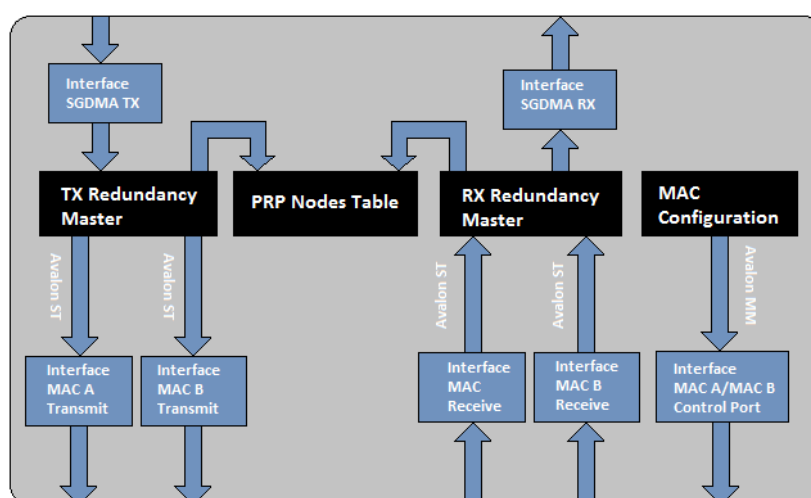 Interface
SGDMA TX
Interface
SGDMA RX
TX Redundancy
Master
PRP Nodes Table
RX Redundancy
Master
MAC
Configuration
Avalon ST
Avalon ST
Avalon ST
Avalon ST
Avalon MM
Interface
MAC A
Transmit
Interface
MAC B
Transmit
Interface
MAC
Receive
Interface
MAC B
Receive
Interface
MAC A/MAC B
Control Port